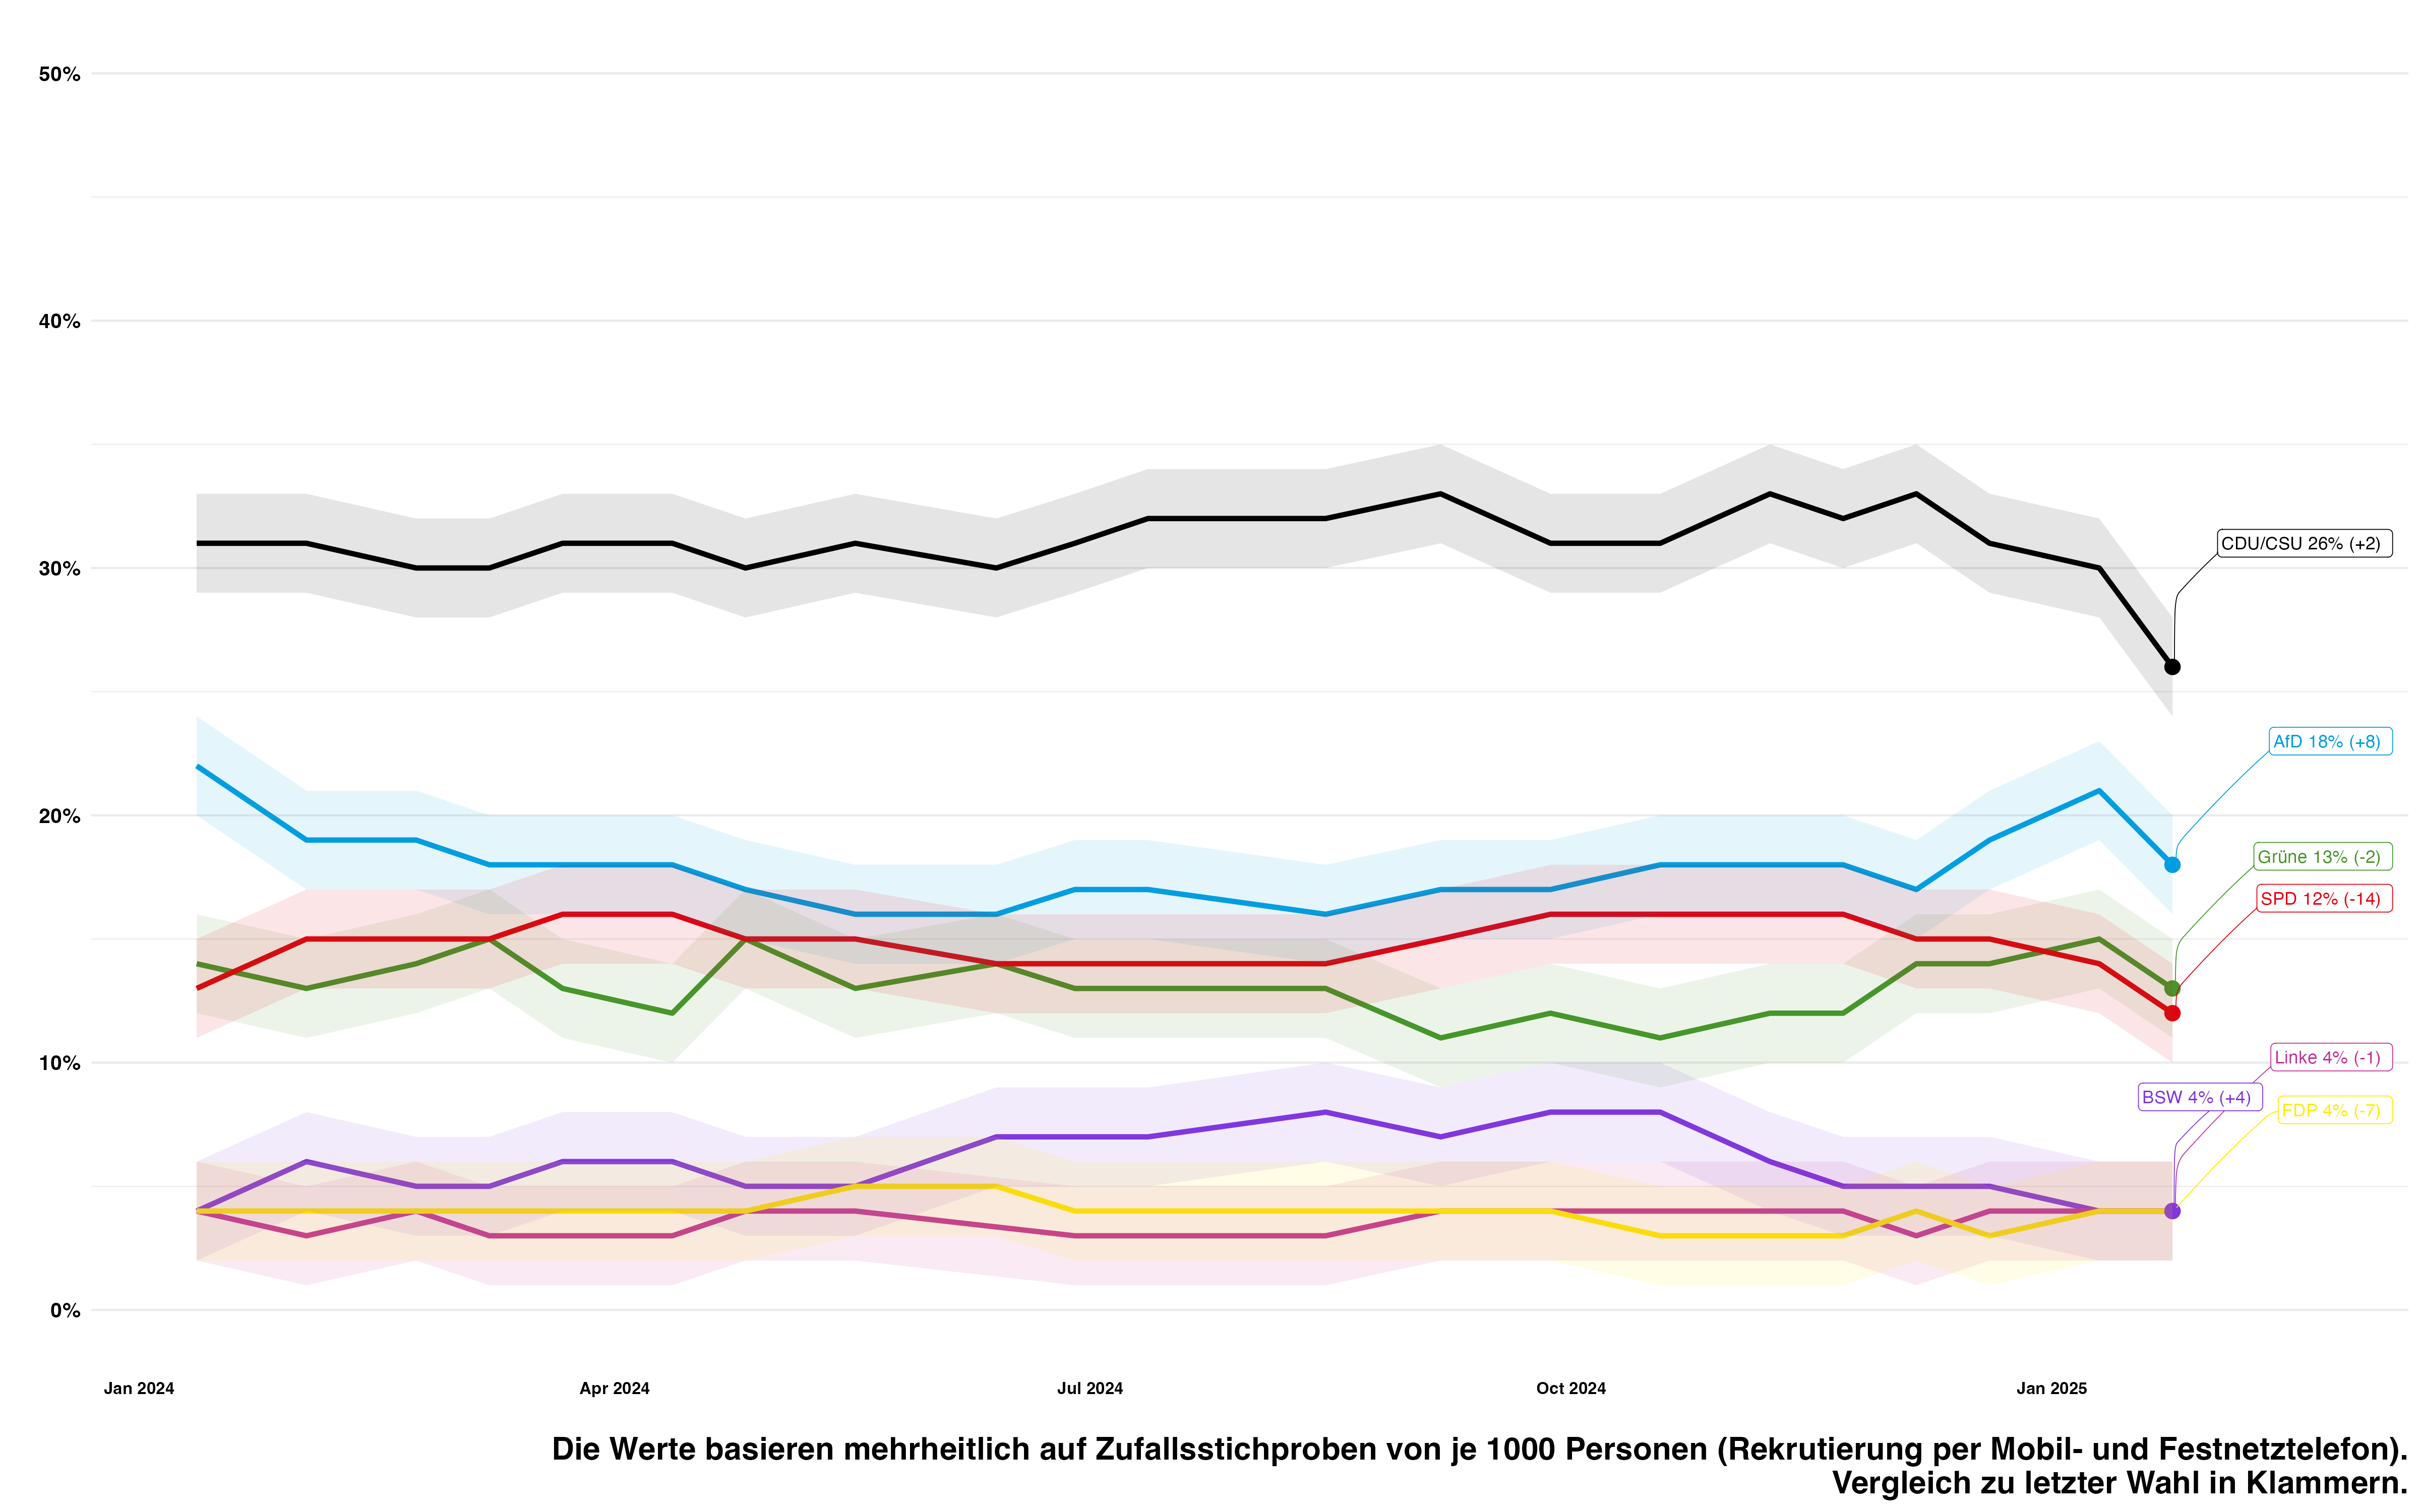 50%
40%
30%
20%
10%
0%
CDU/CSU 26% (+2)
AfD 18% (+8)
Grüne 13% (-2)
SPD 12% (-14)
Linke 4% (-1)
BSW 4% (+4)
FDP 4% (-7)
Jan 2024
Apr 2024
Jul 2024
Oct 2024
Jan 2025
Die Werte basieren mehrheitlich auf Zufallsstichproben von je 1000 Personen (Rekrutierung per Mobil- und Festnetztelefon).
Vergleich zu letzter Wahl in Klammern.